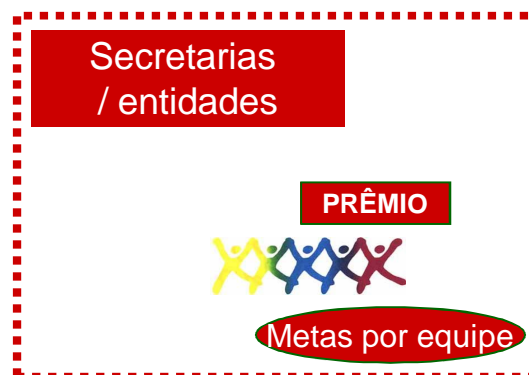 Secretarias
/ entidades
PRÊMIO
Metas por equipe